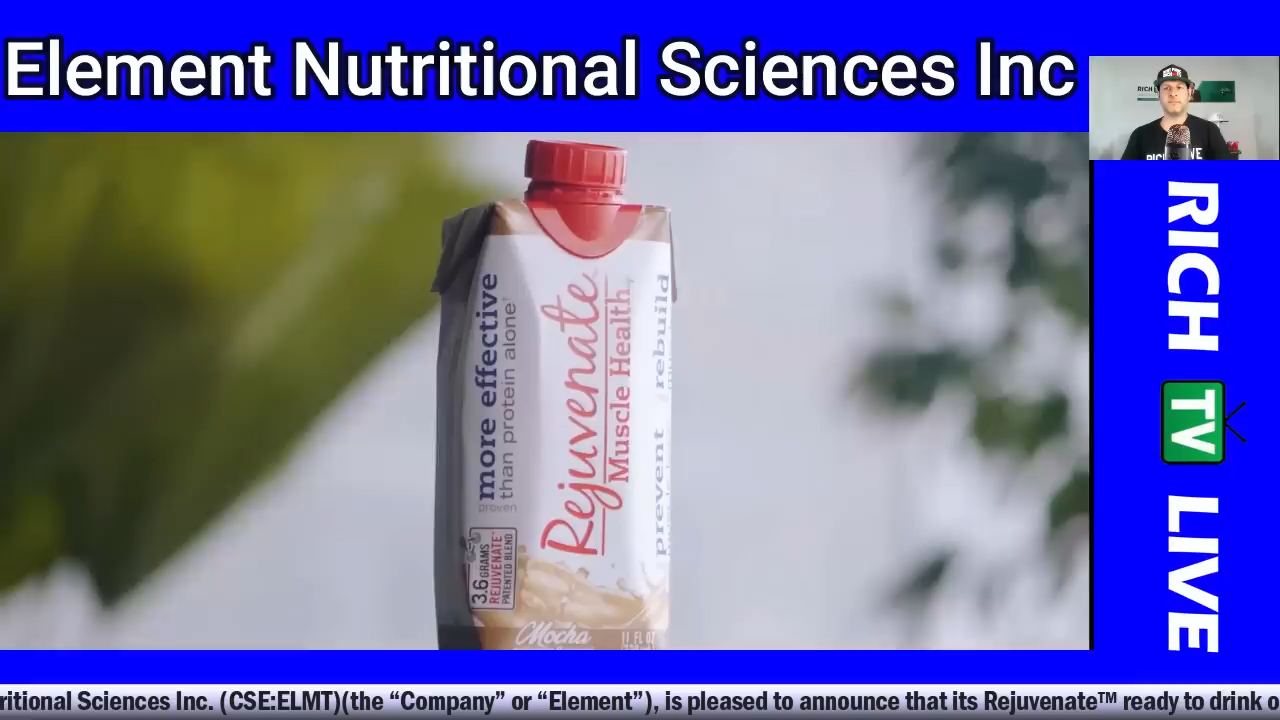 Element Nutritional Sciences Inc
RICH TV LIVE
proven more effective
than protein alone†
Rejuvenate
Muscle Health
prevent rebuild
3.6 GRAMS
REJUVENATE
PATENTED BLEND
Mocha
11 FL OZ
ritional Sciences Inc. (CSE:ELMT)(the “Company” or “Element”), is pleased to announce that its Rejuvenate™ ready to drink o